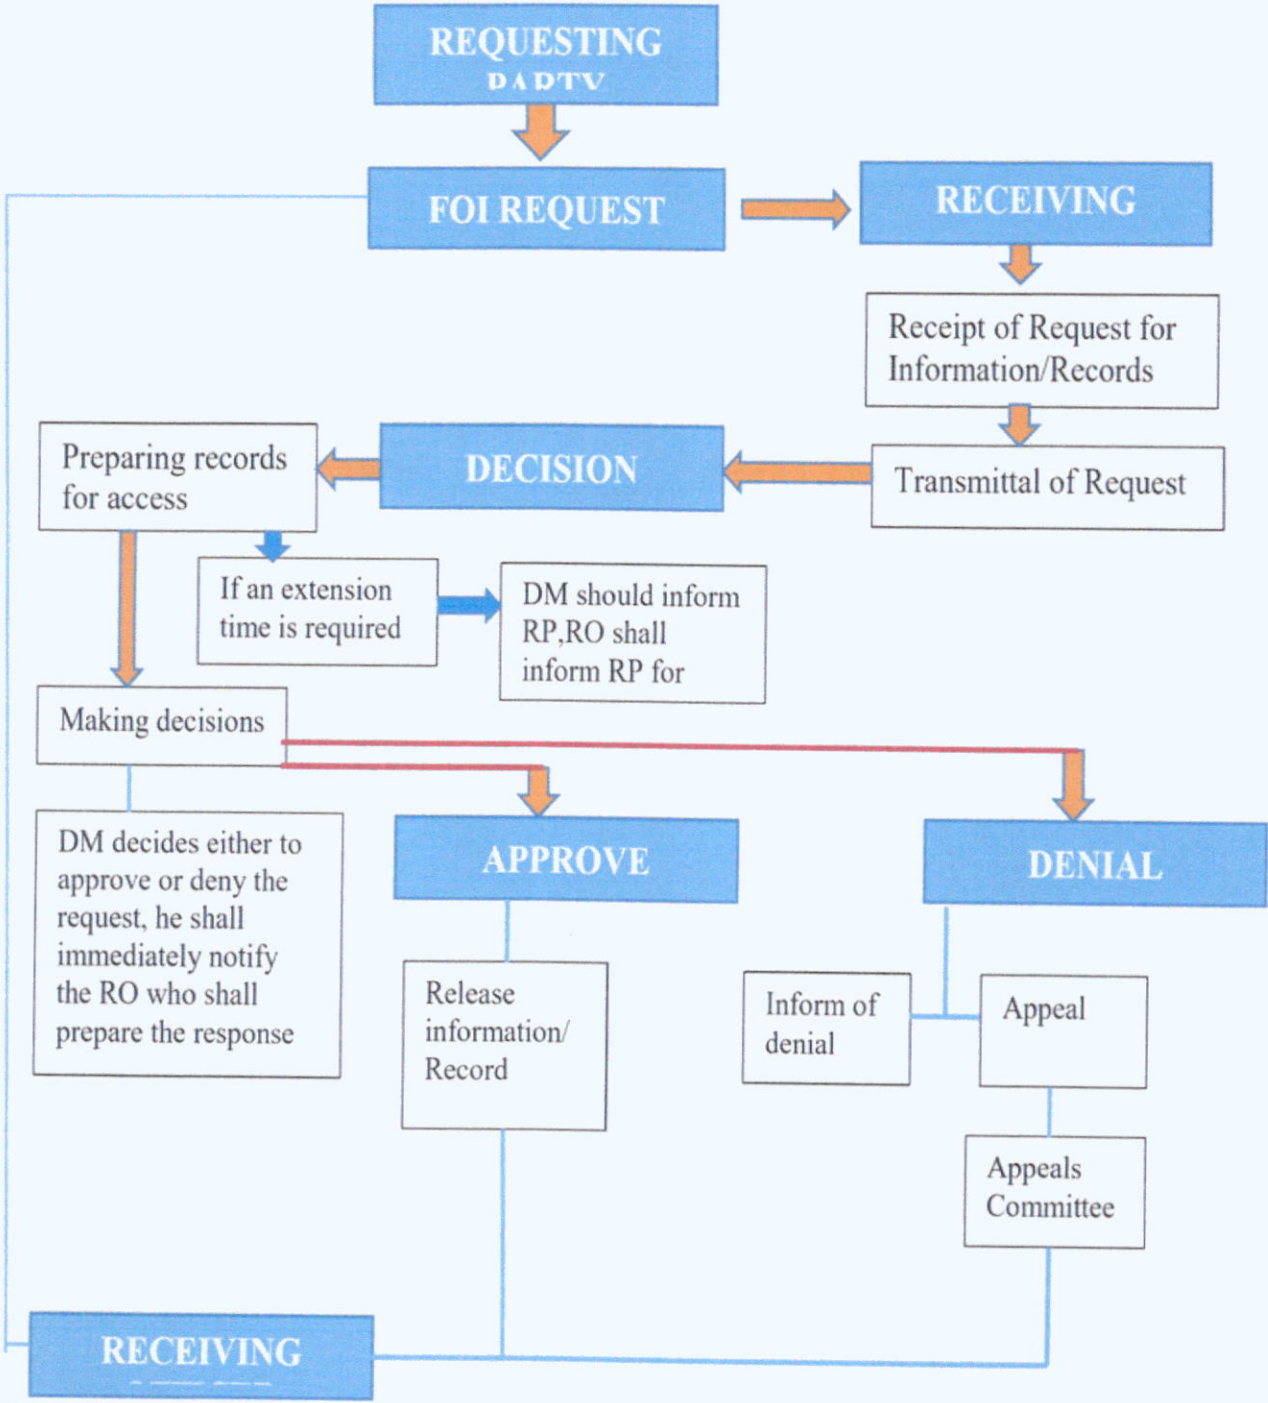 REQUESTING
PARTY
FOI REQUEST
RECEIVING
Receipt of Request for
Information/Records
Transmittal of Request
DECISION
Preparing records
for access
If an extension
time is required
DM should inform
RP,RO shall
inform RP for
Making decisions
DM decides either to
approve or deny the
request, he shall
immediately notify
the RO who shall
prepare the response
APPROVE
DENIAL
Release
information/
Record
Inform of
denial
Appeal
Appeals
Committee
RECEIVING